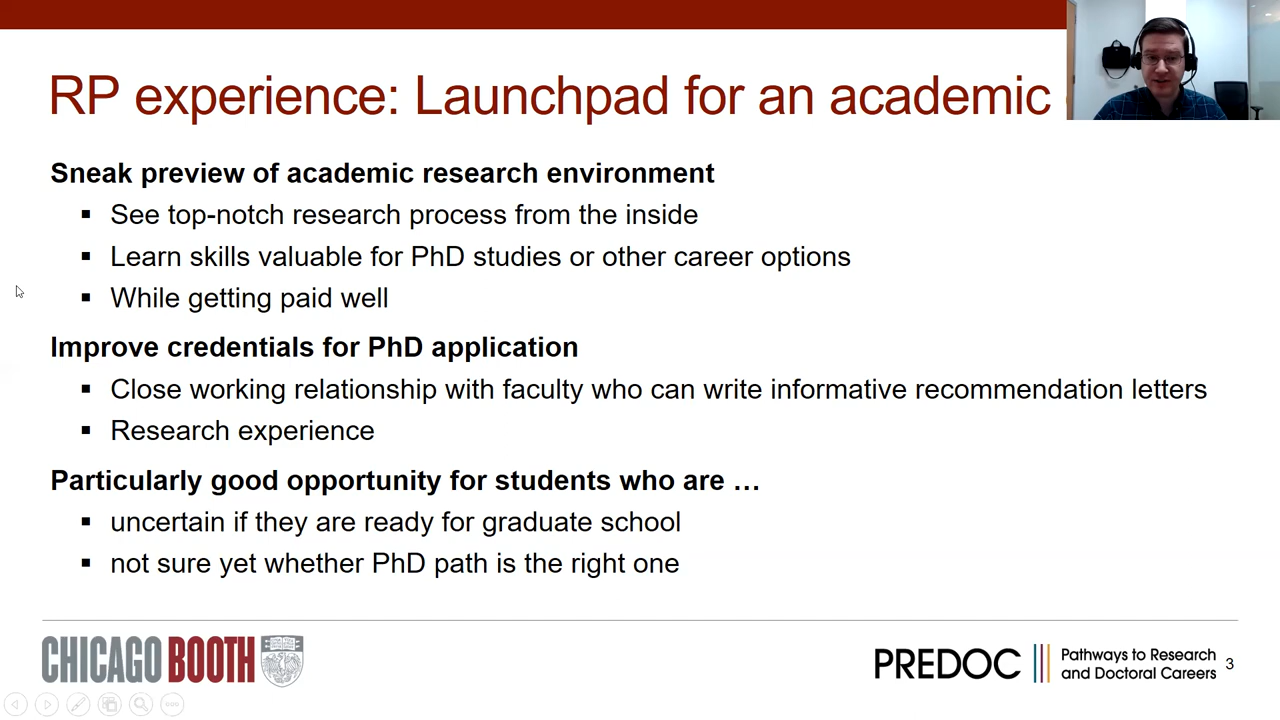 RP experience: Launchpad for an academic
Sneak preview of academic research environment
▪ See top-notch research process from the inside
▪ Learn skills valuable for PhD studies or other career options
▪ While getting paid well
Improve credentials for PhD application
▪ Close working relationship with faculty who can write informative recommendation letters
▪ Research experience
Particularly good opportunity for students who are …
▪ uncertain if they are ready for graduate school
▪ not sure yet whether PhD path is the right one
CHICAGO BOOTH
PREDOC
Pathways to Research
and Doctoral Careers
3